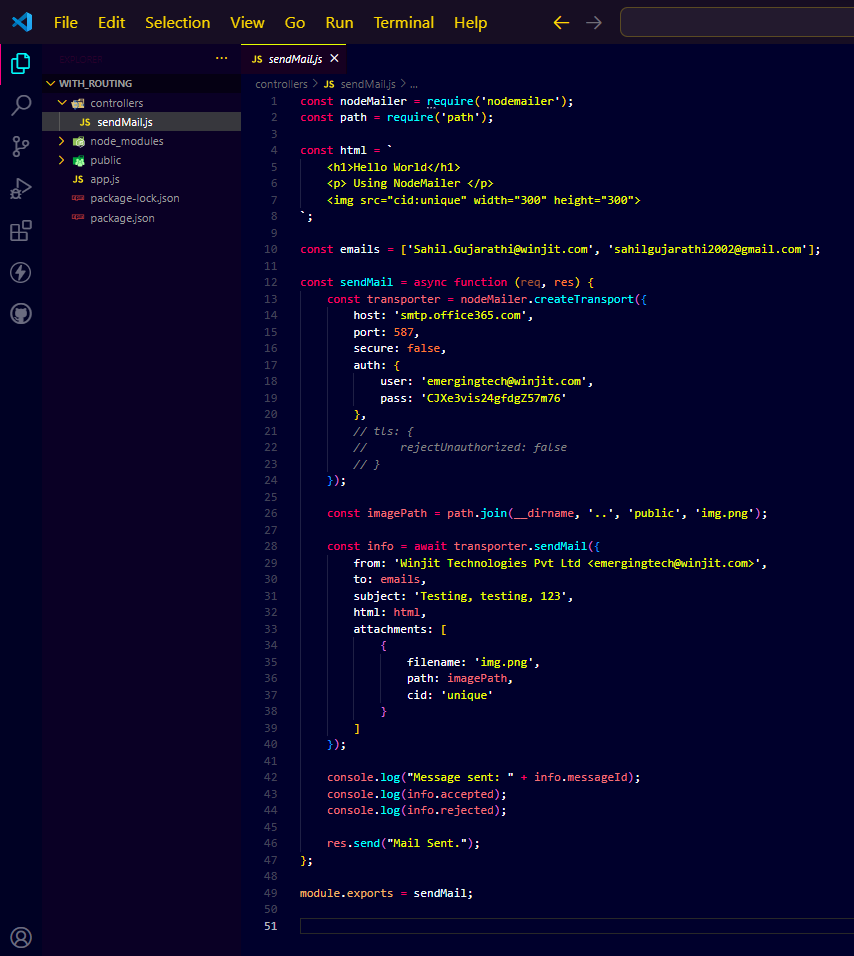 File Edit Selection View Go Run Terminal Help
EXPLORER ...
JS sendMail.js
WITH_ROUTING
controllers
JS sendMail.js
node_modules
public
JS app.js
package-lock.json
package.json
controllers > JS sendMail.js > ...
1 const nodeMailer = require('nodemailer');
2 const path = require('path');
3
4 const html = `
5 <h1>Hello World</h1>
6 <p> Using NodeMailer </p>
7 <img src="cid:unique" width="300" height="300">
8 `;
9
10 const emails = ['Sahil.Gujarathi@winjit.com', 'sahilgujarathi2002@gmail.com'];
11
12 const sendMail = async function (req, res) {
13 const transporter = nodeMailer.createTransport({
14 host: 'smtp.office365.com',
15 port: 587,
16 secure: false,
17 auth: {
18 user: 'emergingtech@winjit.com',
19 pass: 'CJXe3vis24gfdgZ57m76'
20 },
21 // tls: {
22 //     rejectUnauthorized: false
23 // }
24 });
25
26 const imagePath = path.join(__dirname, '..', 'public', 'img.png');
27
28 const info = await transporter.sendMail({
29 from: 'Winjit Technologies Pvt Ltd <emergingtech@winjit.com>',
30 to: emails,
31 subject: 'Testing, testing, 123',
32 html: html,
33 attachments: [
34 {
35 filename: 'img.png',
36 path: imagePath,
37 cid: 'unique'
38 }
39 ]
40 });
41
42 console.log("Message sent: " + info.messageId);
43 console.log(info.accepted);
44 console.log(info.rejected);
45
46 res.send("Mail Sent.");
47 };
48
49 module.exports = sendMail;
50
51